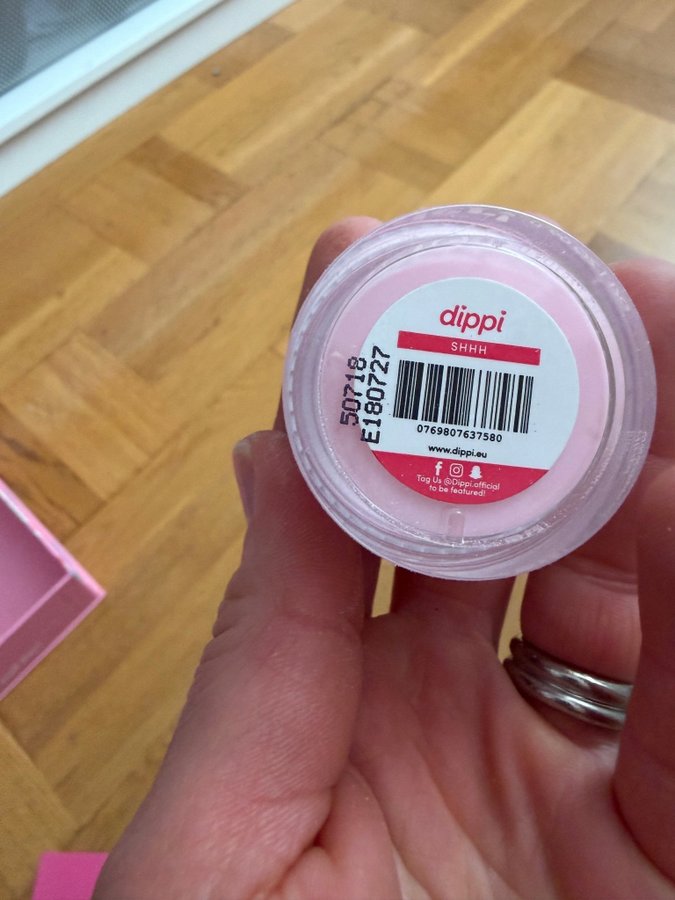 dippi
SHHH
0769807637580
www.dippi.eu
Tag Us @Dippi.official
to be featured!
50718
E180727